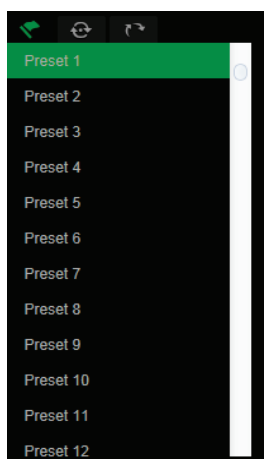 Preset 1
Preset 2
Preset 3
Preset 4
Preset 5
Preset 6
Preset 7
Preset 8
Preset 9
Preset 10
Preset 11
Preset 12